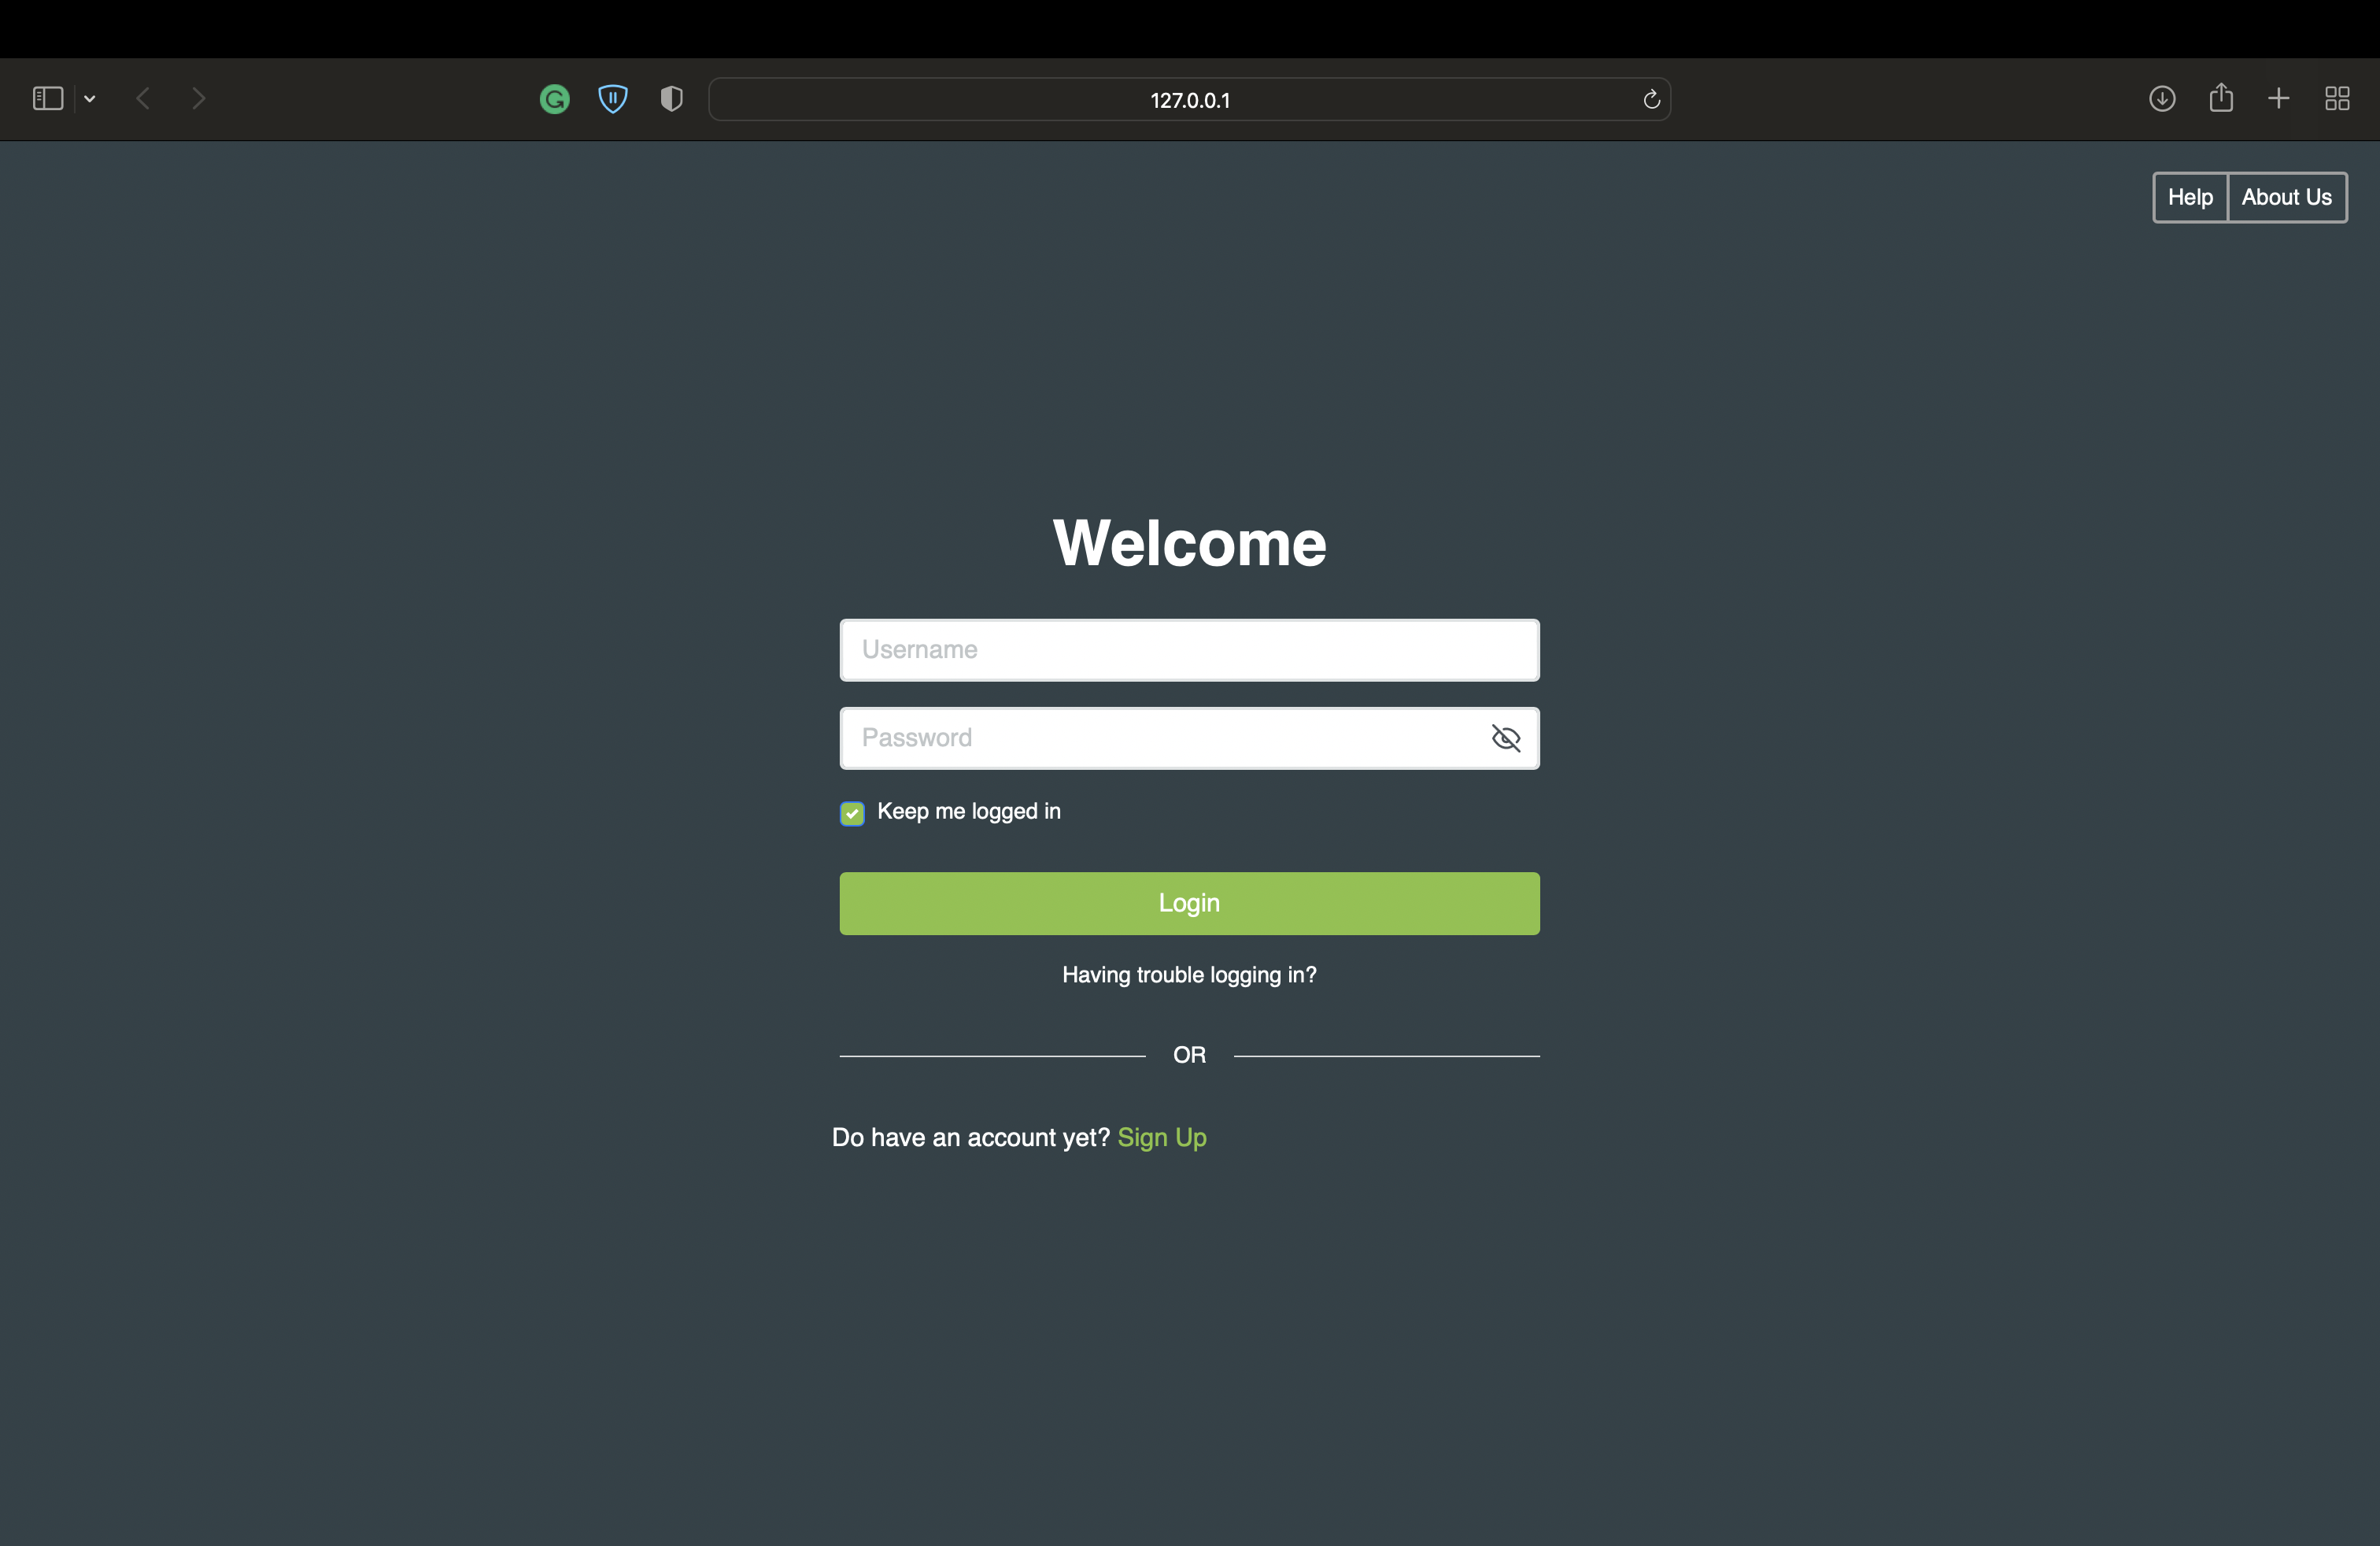 127.0.0.1
Help
About Us
Welcome
Username
Password
Keep me logged in
Login
Having trouble logging in?
OR
Do have an account yet? Sign Up